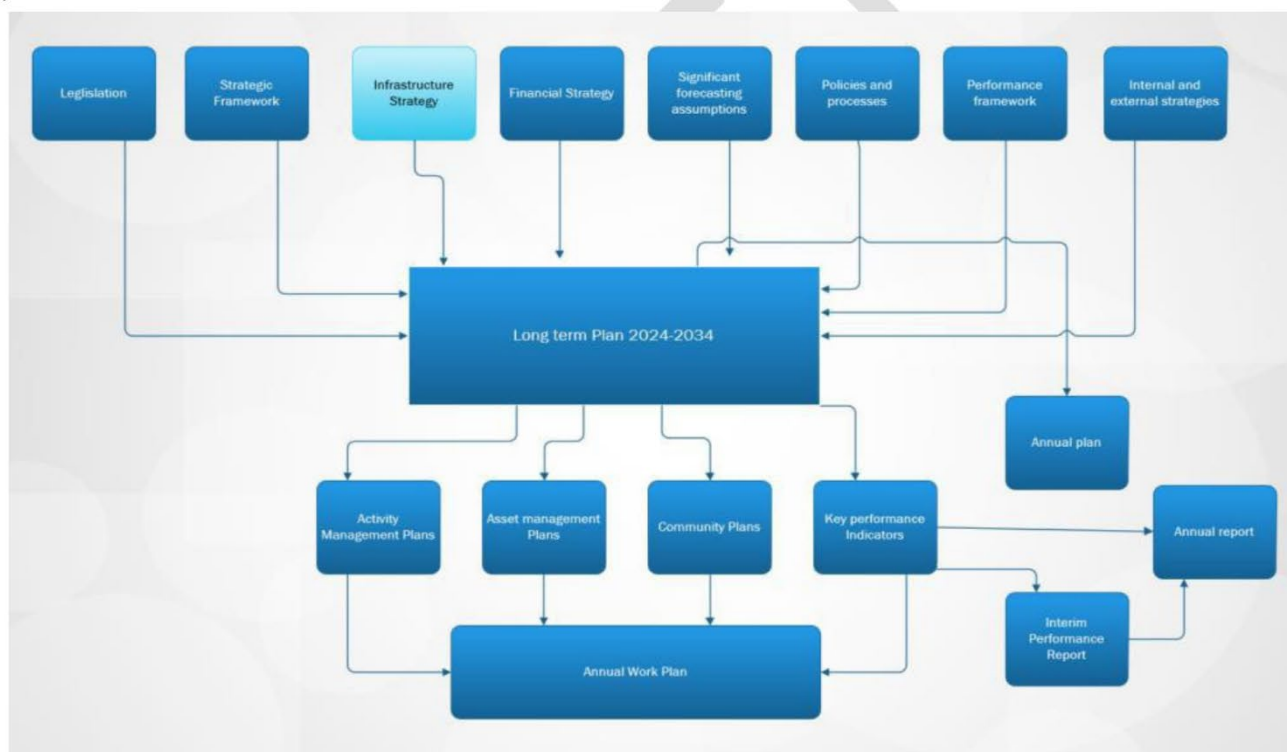 Leglislation
Strategic
Framework
Infrastructure
Strategy
Financial Strategy
Significant
forecasting
assumptions
Policies and
processes
Performance
framework
Internal and
external strategies
Long term Plan 2024-2034
Annual plan
Activity
Management Plans
Asset management
Plans
Community Plans
Key performance
Indicators
Annual report
Interim
Performance
Report
Annual Work Plan